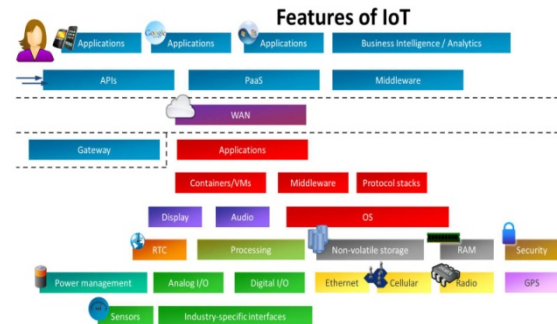 Features of IoT
Applications
Applications
Applications
Business Intelligence / Analytics
APIs
PaaS
Middleware
WAN
Gateway
Applications
Containers/VMs
Middleware
Protocol stacks
Display
Audio
OS
RTC
Processing
Non-volatile storage
RAM
Security
Power management
Analog I/O
Digital I/O
Ethernet
Cellular
Radio
GPS
Sensors
Industry-specific interfaces